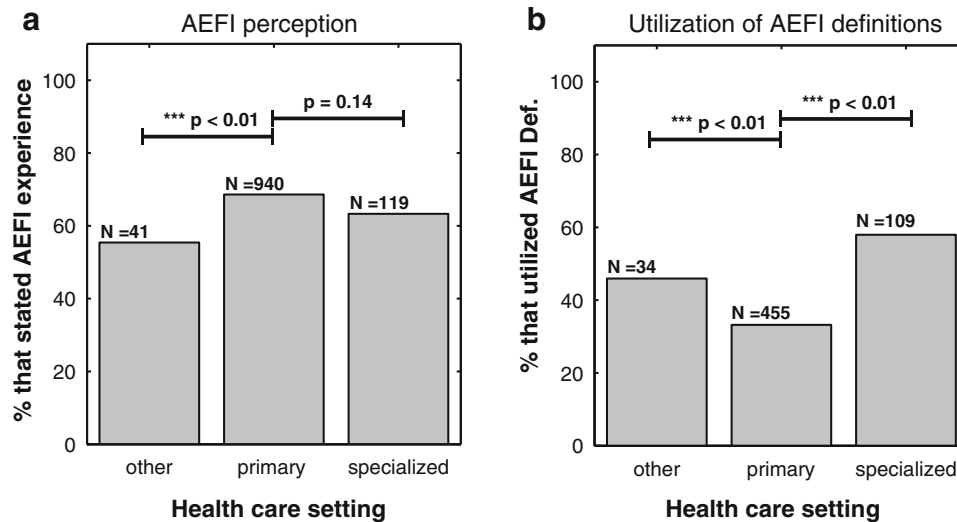 a
AEFI perception
% that stated AEFI experience
100
80
60
40
20
0
*** p < 0.01
p = 0.14
N =41
N =940
N =119
other
primary
specialized
Health care setting
b
Utilization of AEFI definitions
% that utilized AEFI Def.
100
80
60
40
20
0
*** p < 0.01
*** p < 0.01
N =34
N =455
N =109
other
primary
specialized
Health care setting